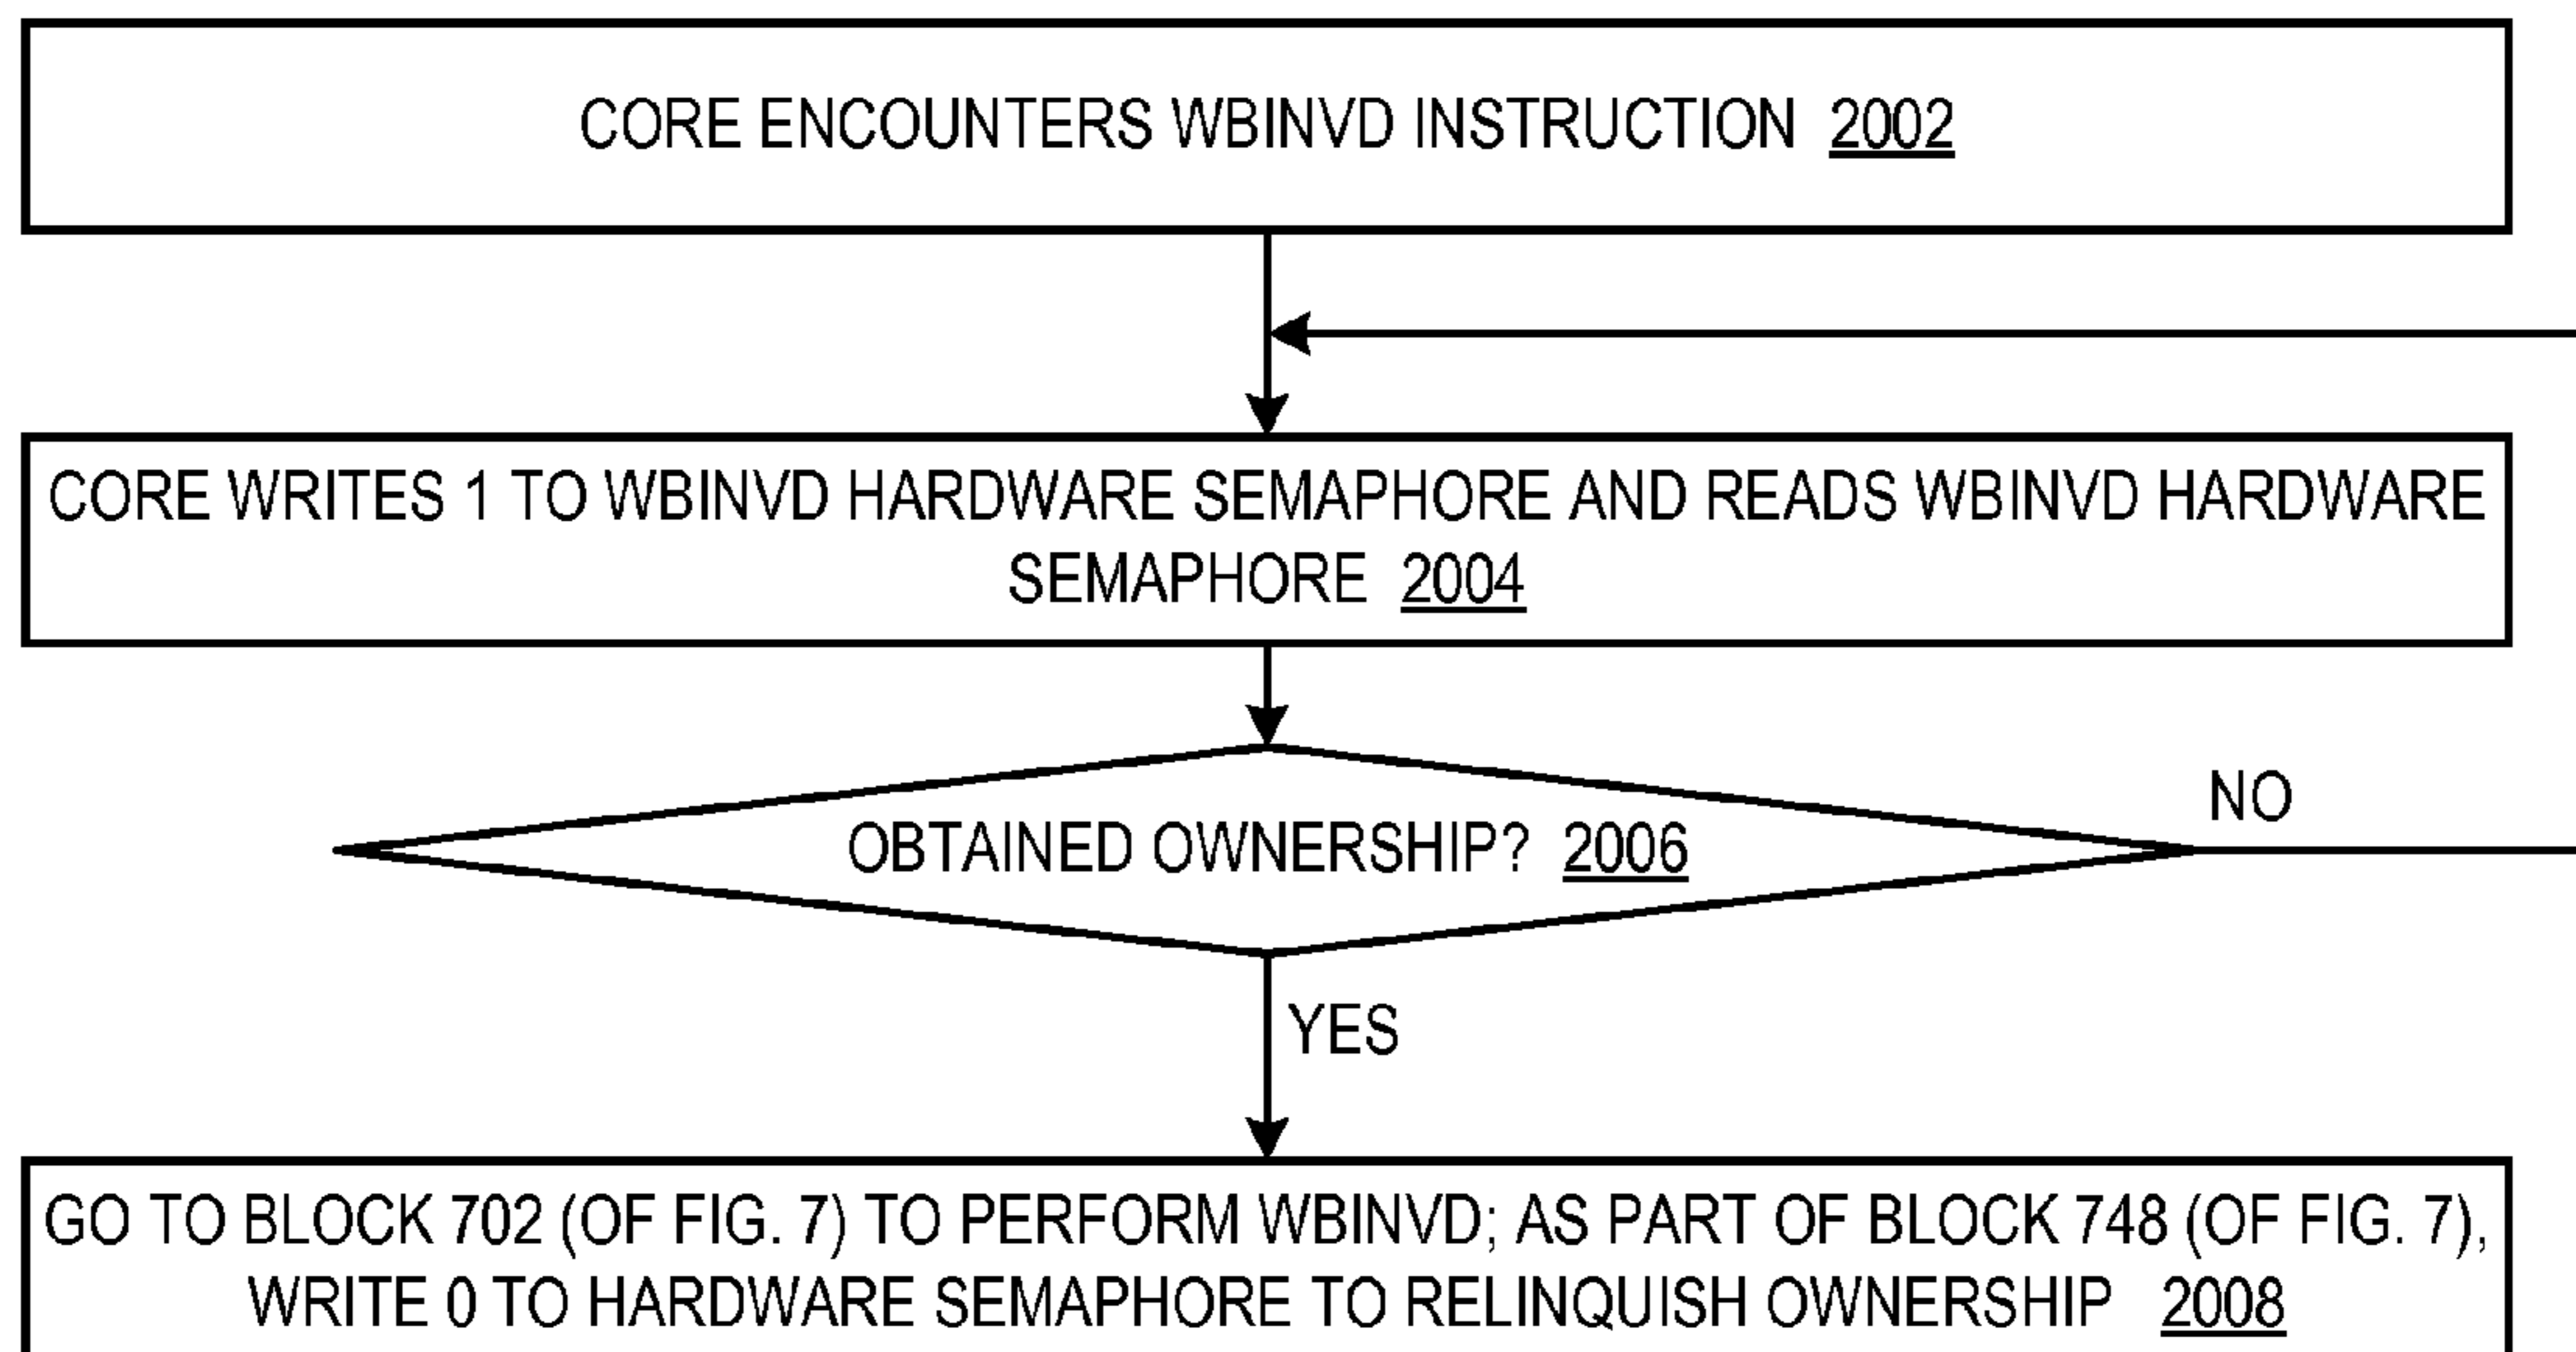 CORE ENCOUNTERS WBINVD INSTRUCTION 2002
CORE WRITES 1 TO WBINVD HARDWARE SEMAPHORE AND READS WBINVD HARDWARE
SEMAPHORE 2004
NO
OBTAINED OWNERSHIP? 2006
YES
GO TO BLOCK 702 (OF FIG. 7) TO PERFORM WBINVD; AS PART OF BLOCK 748 (OF FIG. 7),
WRITE 0 TO HARDWARE SEMAPHORE TO RELINQUISH OWNERSHIP 2008